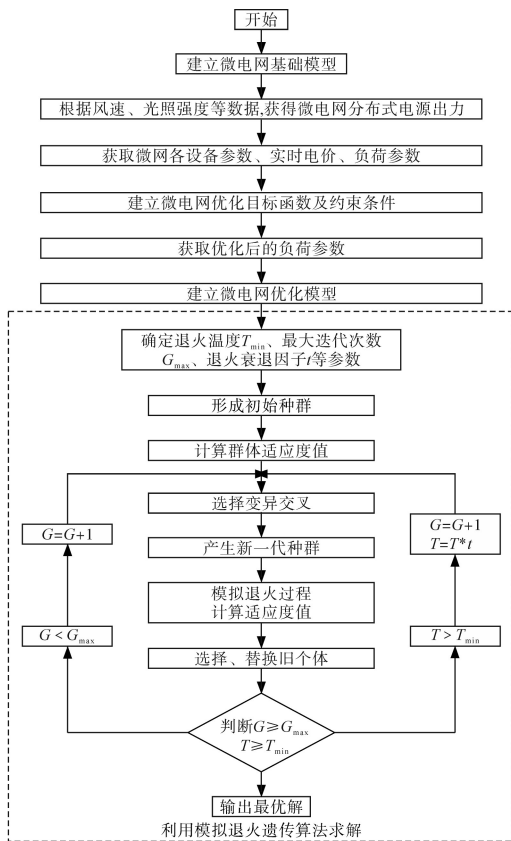 开始
建立微电网基础模型
根据风速、光照强度等数据,获得微电网分布式电源出力
获取微网各设备参数、实时电价、负荷参数
建立微电网优化目标函数及约束条件
获取优化后的负荷参数
建立微电网优化模型
确定退火温度Tmin、最大迭代次数
Gmax、退火衰退因子t等参数
形成初始种群
计算群体适应度值
选择变异交叉
G=G+1
G=G+1
T=T*t
产生新一代种群
模拟退火过程
计算适应度值
G<Gmax
T>Tmin
选择、替换旧个体
判断G≥Gmax
T≥Tmin
输出最优解
利用模拟退火遗传算法求解